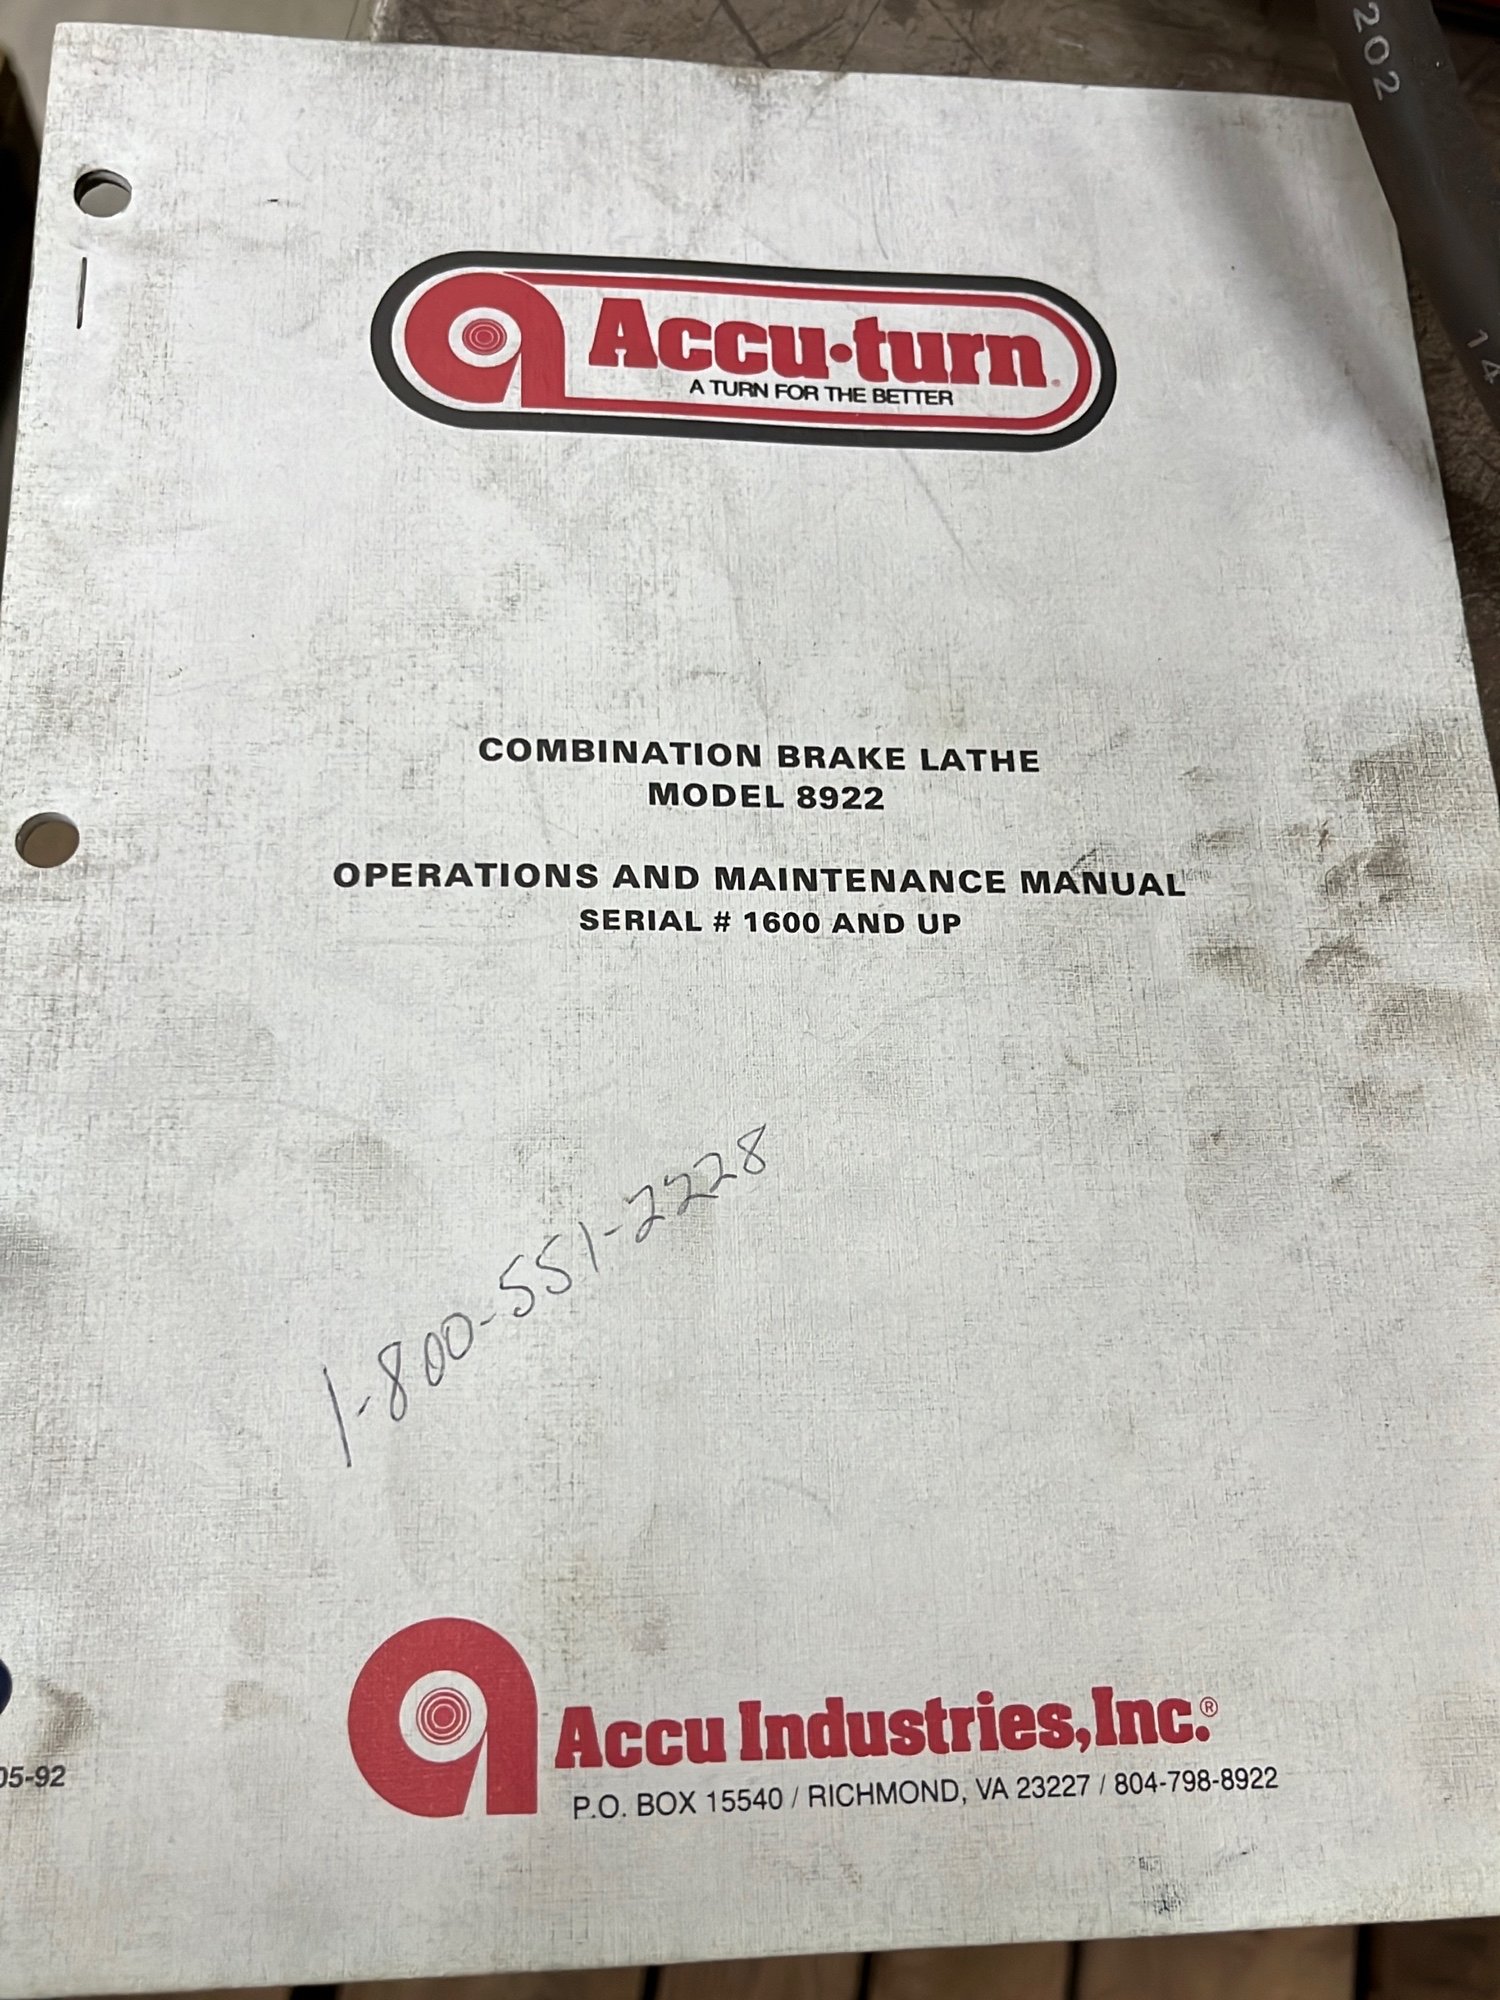 202
14
Accu·turn®
A TURN FOR THE BETTER
COMBINATION BRAKE LATHE
MODEL 8922
OPERATIONS AND MAINTENANCE MANUAL
SERIAL # 1600 AND UP
1-800-551-2228
Accu Industries, Inc.®
P.O. BOX 15540 / RICHMOND, VA 23227 / 804-798-8922
05-92